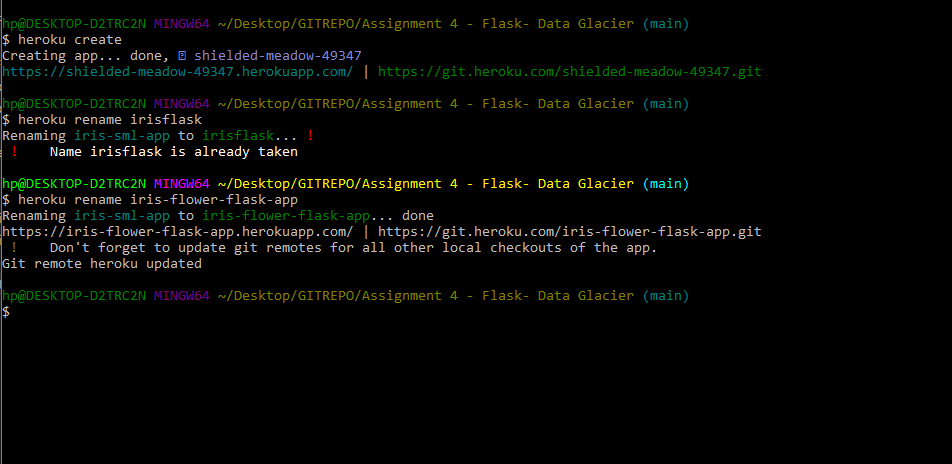 hp@DESKTOP-D2TRC2N MINGW64 ~/Desktop/GITREPO/Assignment 4 - Flask- Data Glacier (main)
$ heroku create
Creating app... done, shielded-meadow-49347
https://shielded-meadow-49347.herokuapp.com/ | https://git.heroku.com/shielded-meadow-49347.git
hp@DESKTOP-D2TRC2N MINGW64 ~/Desktop/GITREPO/Assignment 4 - Flask- Data Glacier (main)
$ heroku rename irisflask
Renaming iris-sml-app to irisflask... !
! Name irisflask is already taken
hp@DESKTOP-D2TRC2N MINGW64 ~/Desktop/GITREPO/Assignment 4 - Flask- Data Glacier (main)
$ heroku rename iris-flower-flask-app
Renaming iris-sml-app to iris-flower-flask-app... done
https://iris-flower-flask-app.herokuapp.com/ | https://git.heroku.com/iris-flower-flask-app.git
! Don't forget to update git remotes for all other local checkouts of the app.
Git remote heroku updated
hp@DESKTOP-D2TRC2N MINGW64 ~/Desktop/GITREPO/Assignment 4 - Flask- Data Glacier (main)
$